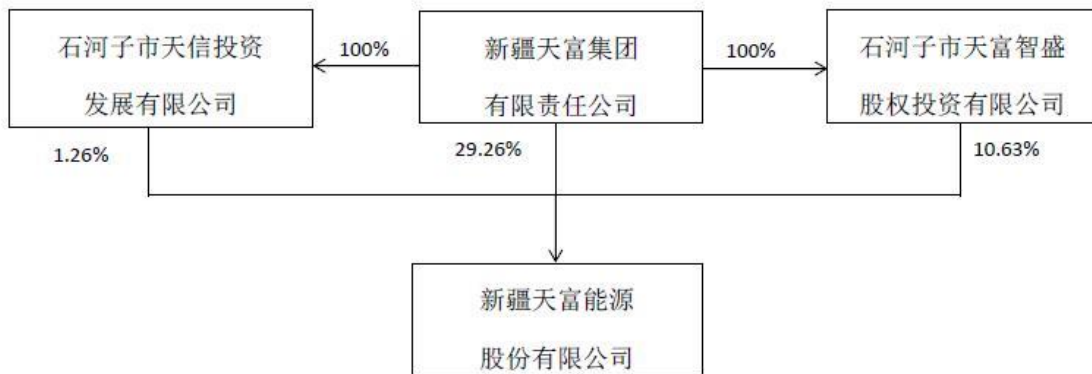 石河子市天信投资
发展有限公司
100%
新疆天富集团
有限责任公司
100%
石河子市天富智盛
股权投资有限公司
1.26%
29.26%
10.63%
新疆天富能源
股份有限公司